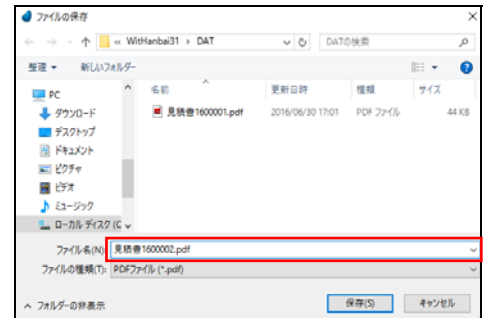 ファイルの保存
« WitHanbai31 > DAT
DATの検索
整理 新しいフォルダー
PC
ダウンロード
デスクトップ
ドキュメント
ピクチャ
ビデオ
ミュージック
ローカル ディスク (C
名前 更新日時 種類 サイズ
見積書1600001.pdf 2016/06/30 17:01 PDF ファイル 44 KB
ファイル名(N): 見積書1600002.pdf
ファイルの種類(T): PDFファイル (*.pdf)
フォルダーの非表示 保存(S) キャンセル